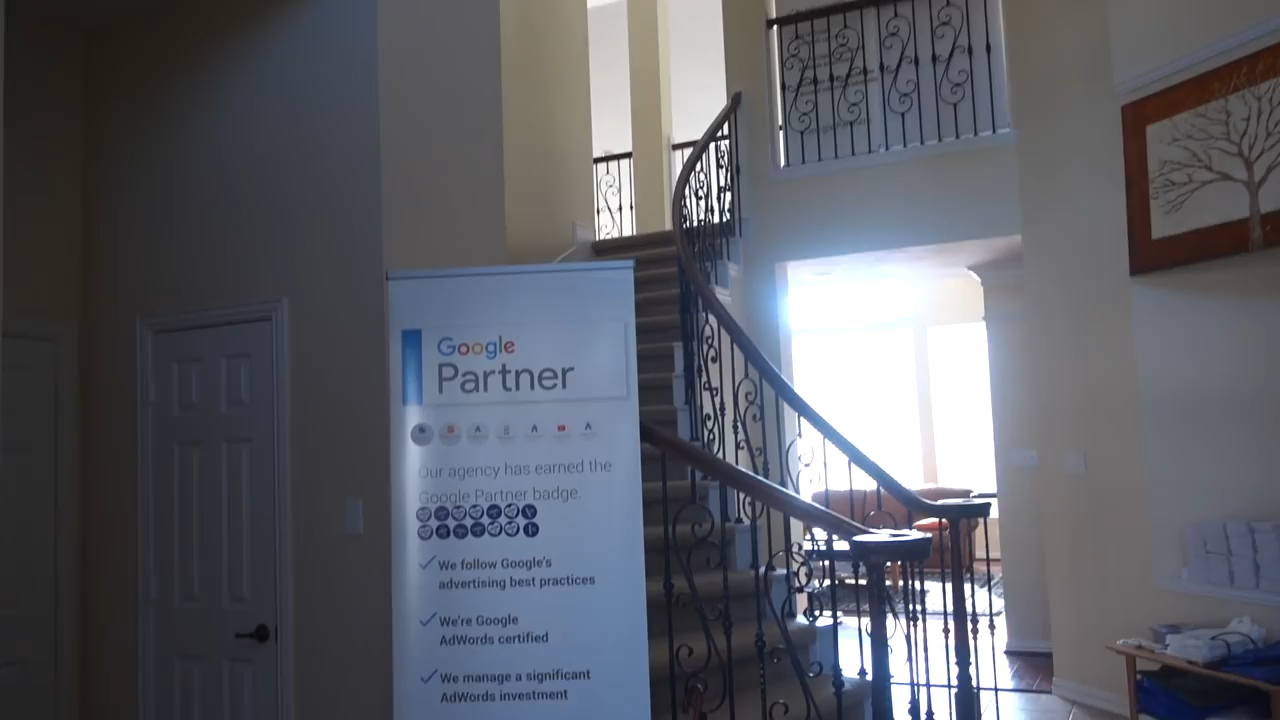 Google
Partner
Our agency has earned the
Google Partner badge.
We follow Google's
advertising best practices
We're Google
AdWords certified
We manage a significant
AdWords investment